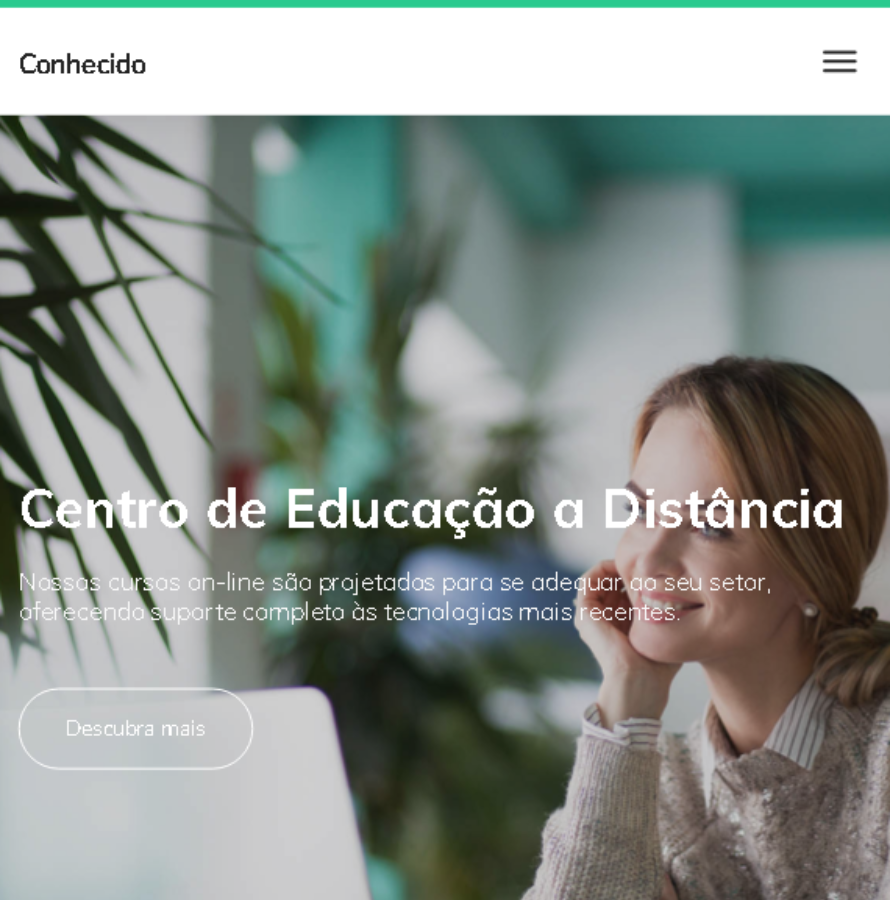 Conhecido
Centro de Educação a Distância
Nossos cursos on-line são projetados para se adequar ao seu setor,
oferecendo suporte completo às tecnologias mais recentes.
Descubra mais